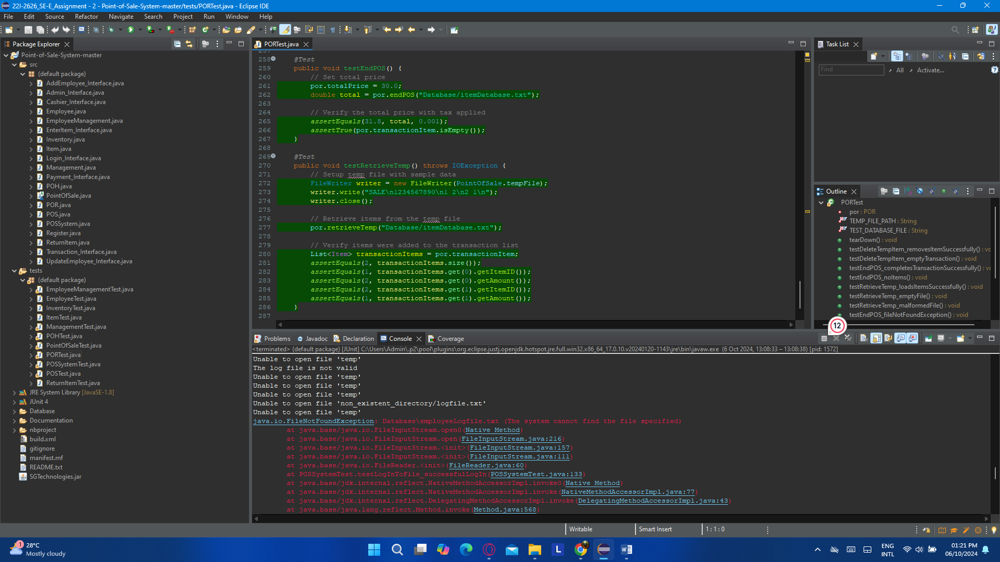 22I-2626_SE-E_Assignment - 2 - Point-of-Sale-System-master/tests/PORTest.java - Eclipse IDE
File Edit Source Refactor Navigate Search Project Run Window Help
Package Explorer
Point-of-Sale-System-master
src
(default package)
AddEmployee_Interface.java
Admin_Interface.java
Cashier_Interface.java
Employee.java
EmployeeManagement.java
EnterItem_Interface.java
Inventory.java
Item.java
Login_Interface.java
Management.java
Payment_Interface.java
POH.java
PointOfSale.java
POR.java
POS.java
POSSystem.java
Register.java
ReturnItem.java
Transaction_Interface.java
UpdateEmployee_Interface.java
tests
(default package)
EmployeeManagementTest.java
EmployeeTest.java
InventoryTest.java
ItemTest.java
ManagementTest.java
POHTest.java
PointOfSaleTest.java
PORTest.java
POSSystemTest.java
POSTest.java
ReturnItemTest.java
JRE System Library [JavaSE-1.8]
JUnit 4
Database
Documentation
nbproject
build.xml
gitignore
manifest.mf
README.txt
SGTechnologies.jar
PORTest.java
257
258 @Test
259 public void testEndPOS() {
260 // Set total price
261 por.totalPrice = 30.0;
262 double total = por.endPOS("Database/itemDatabase.txt");
263
264 // Verify the total price with tax applied
265 assertEquals(31.8, total, 0.001);
266 assertTrue(por.transactionItem.isEmpty());
267 }
268
269 @Test
270 public void testRetrieveTemp() throws IOException {
271 // Setup temp file with sample data
272 FileWriter writer = new FileWriter(PointOfSale.tempFile);
273 writer.write("SALE\n1234567890\n1 2\n2 1\n");
274 writer.close();
275
276 // Retrieve items from the temp file
277 por.retrieveTemp("Database/itemDatabase.txt");
278
279 // Verify items were added to the transaction list
280 List<Item> transactionItems = por.transactionItem;
281 assertEquals(2, transactionItems.size());
282 assertEquals(1, transactionItems.get(0).getItemID());
283 assertEquals(2, transactionItems.get(0).getAmount());
284 assertEquals(2, transactionItems.get(1).getItemID());
285 assertEquals(1, transactionItems.get(1).getAmount());
286 }
287
Task List
Find
All
Activate...
Outline
PORTest
por : POR
TEMP_FILE_PATH : String
TEST_DATABASE_FILE : String
tearDown() : void
testDeleteTempItem_removesItemSuccessfully() : vo
testDeleteTempItem_emptyTransaction() : void
testEndPOS_completesTransactionSuccessfully() : v
testEndPOS_noItems() : void
testRetrieveTemp_loadsItemsSuccessfully() : void
testRetrieveTemp_emptyFile() : void
testRetrieveTemp_malformedFile() : void
testEndPOS_fileNotFoundException() : void
12
Problems Javadoc Declaration Console Coverage
<terminated> (default package) [JUnit] C:\Users\Admin\.p2\pool\plugins\org.eclipse.justj.openjdk.hotspot.jre.full.win32.x86_64_17.0.10.v20240120-1143\jre\bin\javaw.exe (6 Oct 2024, 13:08:33 – 13:08:38) [pid: 1572]
Unable to open file 'temp'
The log file is not valid
Unable to open file 'temp'
Unable to open file 'temp'
Unable to open file 'temp'
Unable to open file 'non_existent_directory/logfile.txt'
Unable to open file 'temp'
java.io.FileNotFoundException: Database\employeeLogfile.txt (The system cannot find the file specified)
at java.base/java.io.FileInputStream.open0(Native Method)
at java.base/java.io.FileInputStream.open(FileInputStream.java:216)
at java.base/java.io.FileInputStream.<init>(FileInputStream.java:157)
at java.base/java.io.FileInputStream.<init>(FileInputStream.java:111)
at java.base/java.io.FileReader.<init>(FileReader.java:60)
at POSSystemTest.testLogInToFile_successfulLogIn(POSSystemTest.java:133)
at java.base/jdk.internal.reflect.NativeMethodAccessorImpl.invoke0(Native Method)
at java.base/jdk.internal.reflect.NativeMethodAccessorImpl.invoke(NativeMethodAccessorImpl.java:77)
at java.base/jdk.internal.reflect.DelegatingMethodAccessorImpl.invoke(DelegatingMethodAccessorImpl.java:43)
at java.base/java.lang.reflect.Method.invoke(Method.java:568)
Writable
Smart Insert
1 : 1 : 0
1
28°C
Mostly cloudy
ENG
INTL
01:21 PM
06/10/2024